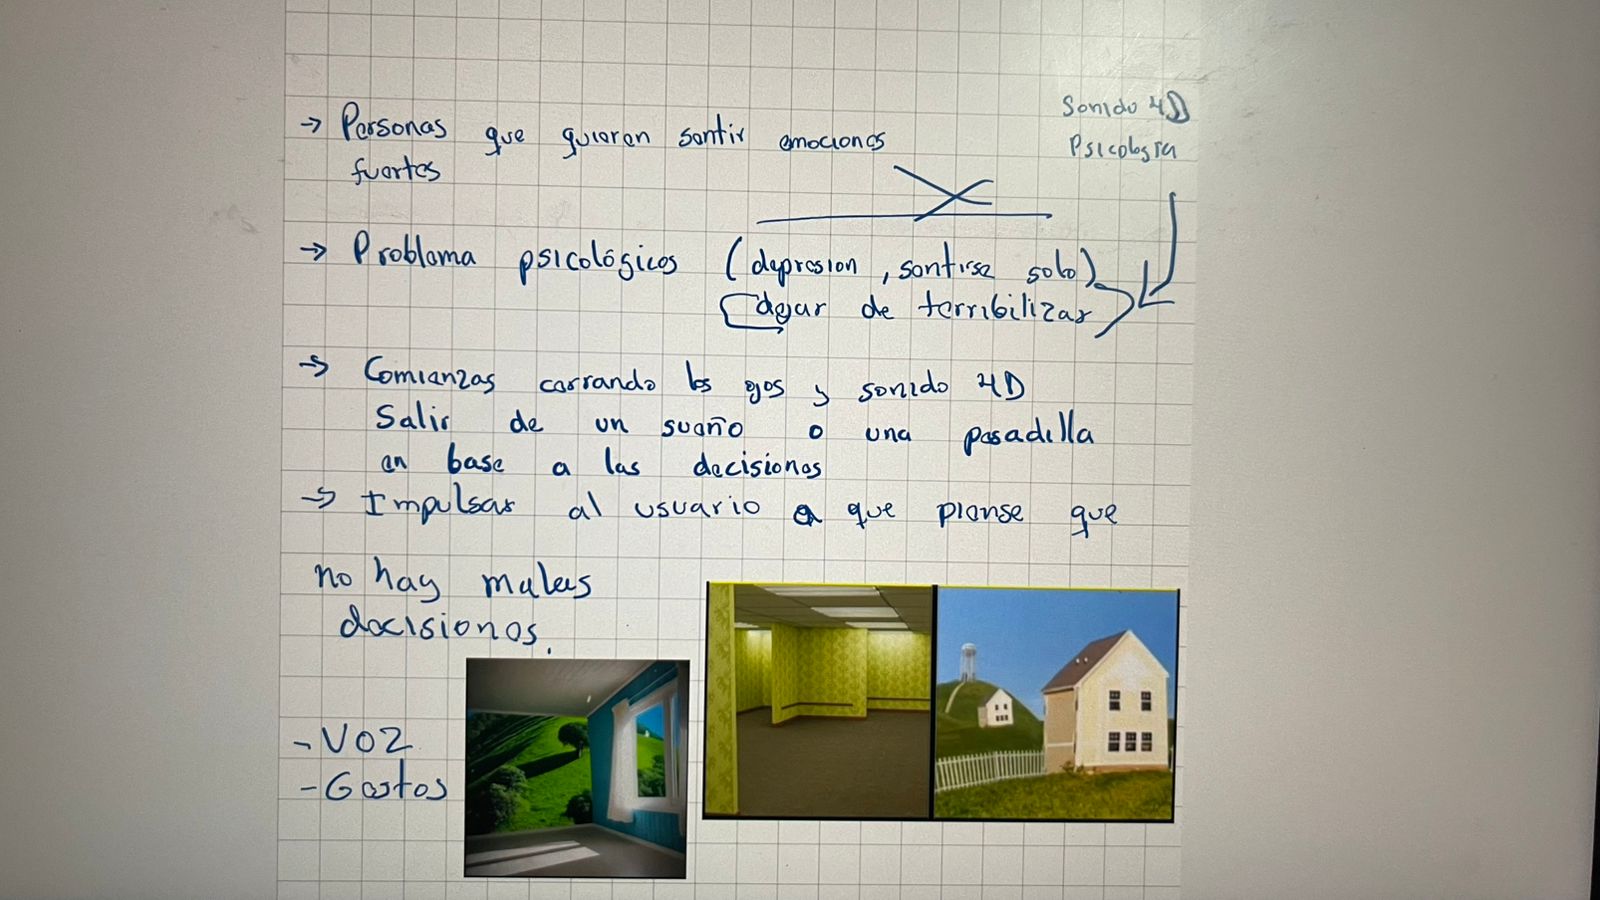 → Personas que quieren sentir emociones
fuertes
Sonido 4D
Psicología
→ Problema psicológicos (depresion, sentirse solo)
dejar de terribilizar
→ Comienzas cerrando los ojos y sonido 4D
Salir de un sueño o una pesadilla
en base a las decisiones
→ Impulsar al usuario a que piense que
no hay malas
decisiones.
- Voz
- Gestos